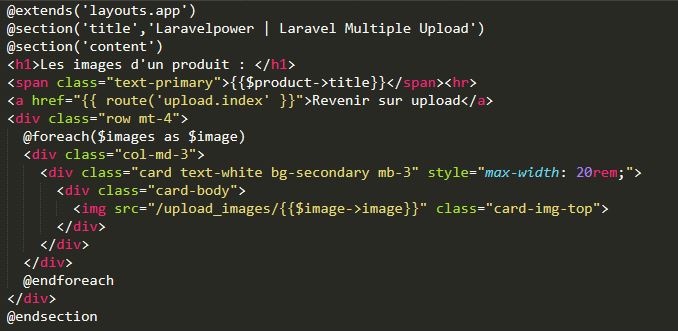 @extends('layouts.app')
@section('title','Laravelpower | Laravel Multiple Upload')
@section('content')
<h1>Les images d'un produit : </h1>
<span class="text-primary">{{$product->title}}</span><hr>
<a href="{{ route('upload.index' }}">Revenir sur upload</a>
<div class="row mt-4">
  @foreach($images as $image)
  <div class="col-md-3">
    <div class="card text-white bg-secondary mb-3" style="max-width: 20rem;">
      <div class="card-body">
        <img src="/upload_images/{{$image->image}}" class="card-img-top">
      </div>
    </div>
  </div>
  @endforeach
</div>
@endsection